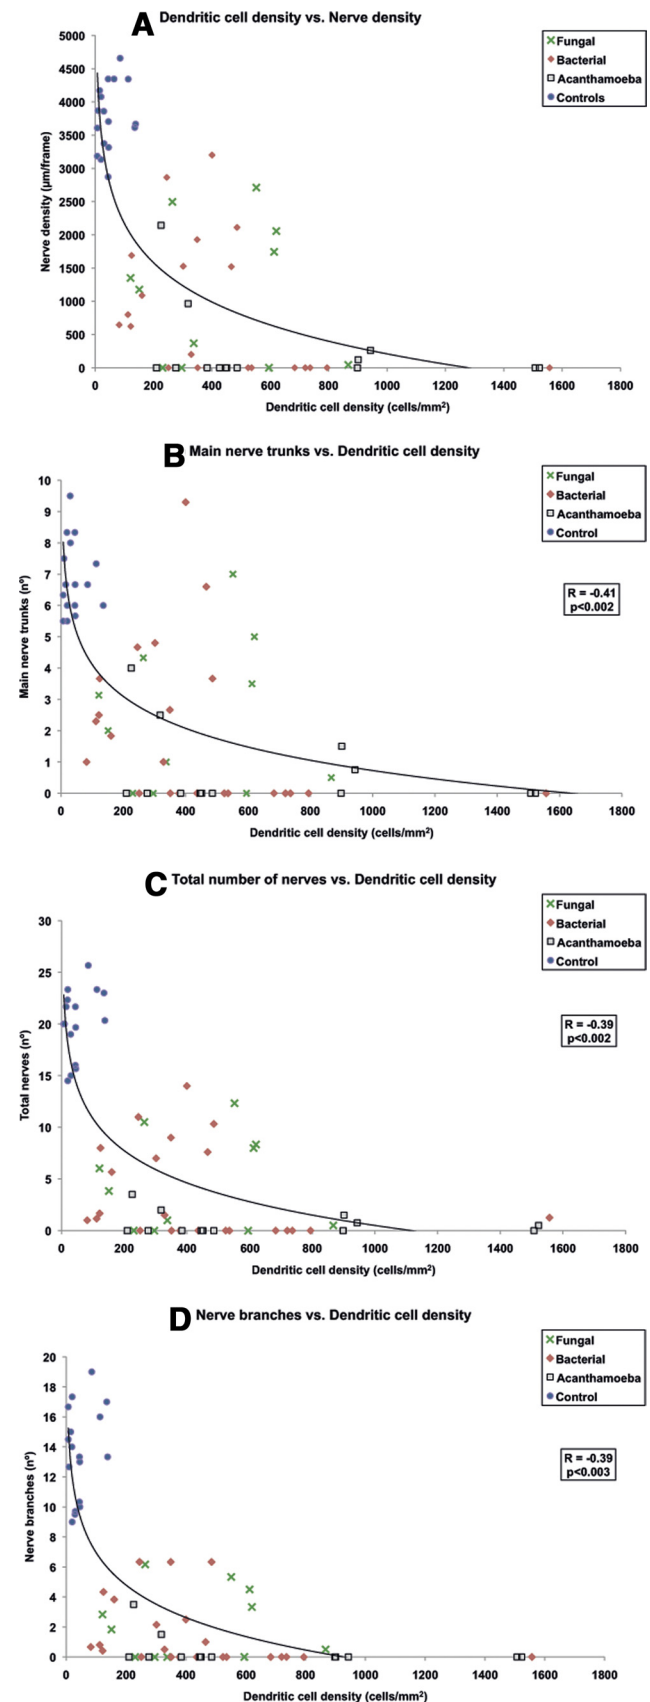 A Dendritic cell density vs. Nerve density
5000
4500
4000
3500
3000
2500
2000
1500
1000
500
0
Nerve density (µm/frame)
0 200 400 600 800 1000 1200 1400 1600 1800
Dendritic cell density (cells/mm²)
Fungal
Bacterial
Acanthamoeba
Controls
B Main nerve trunks vs. Dendritic cell density
10
9
8
7
6
5
4
3
2
1
0
Main nerve trunks (nº)
0 200 400 600 800 1000 1200 1400 1600 1800
Dendritic cell density (cells/mm²)
Fungal
Bacterial
Acanthamoeba
Control
R = -0.41
p<0.002
C Total number of nerves vs. Dendritic cell density
30
25
20
15
10
5
0
Total nerves (nº)
0 200 400 600 800 1000 1200 1400 1600 1800
Dendritic cell density (cells/mm²)
Fungal
Bacterial
Acanthamoeba
Control
R = -0.39
p<0.002
D Nerve branches vs. Dendritic cell density
20
18
16
14
12
10
8
6
4
2
0
Nerve branches (nº)
0 200 400 600 800 1000 1200 1400 1600 1800
Dendritic cell density (cells/mm²)
Fungal
Bacterial
Acanthamoeba
Control
R = -0.39
p<0.003